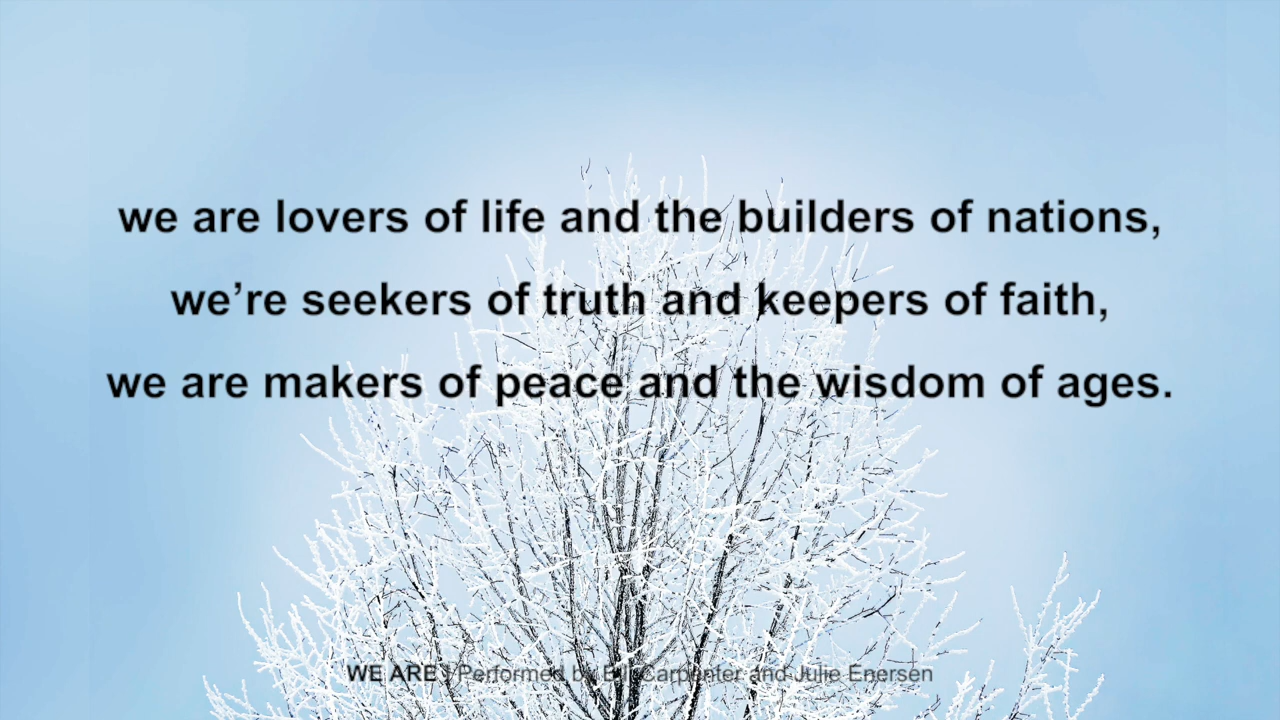 we are lovers of life and the builders of nations,
we’re seekers of truth and keepers of faith,
we are makers of peace and the wisdom of ages.
WE ARE | Performed by Carpenter and Julie Enersen